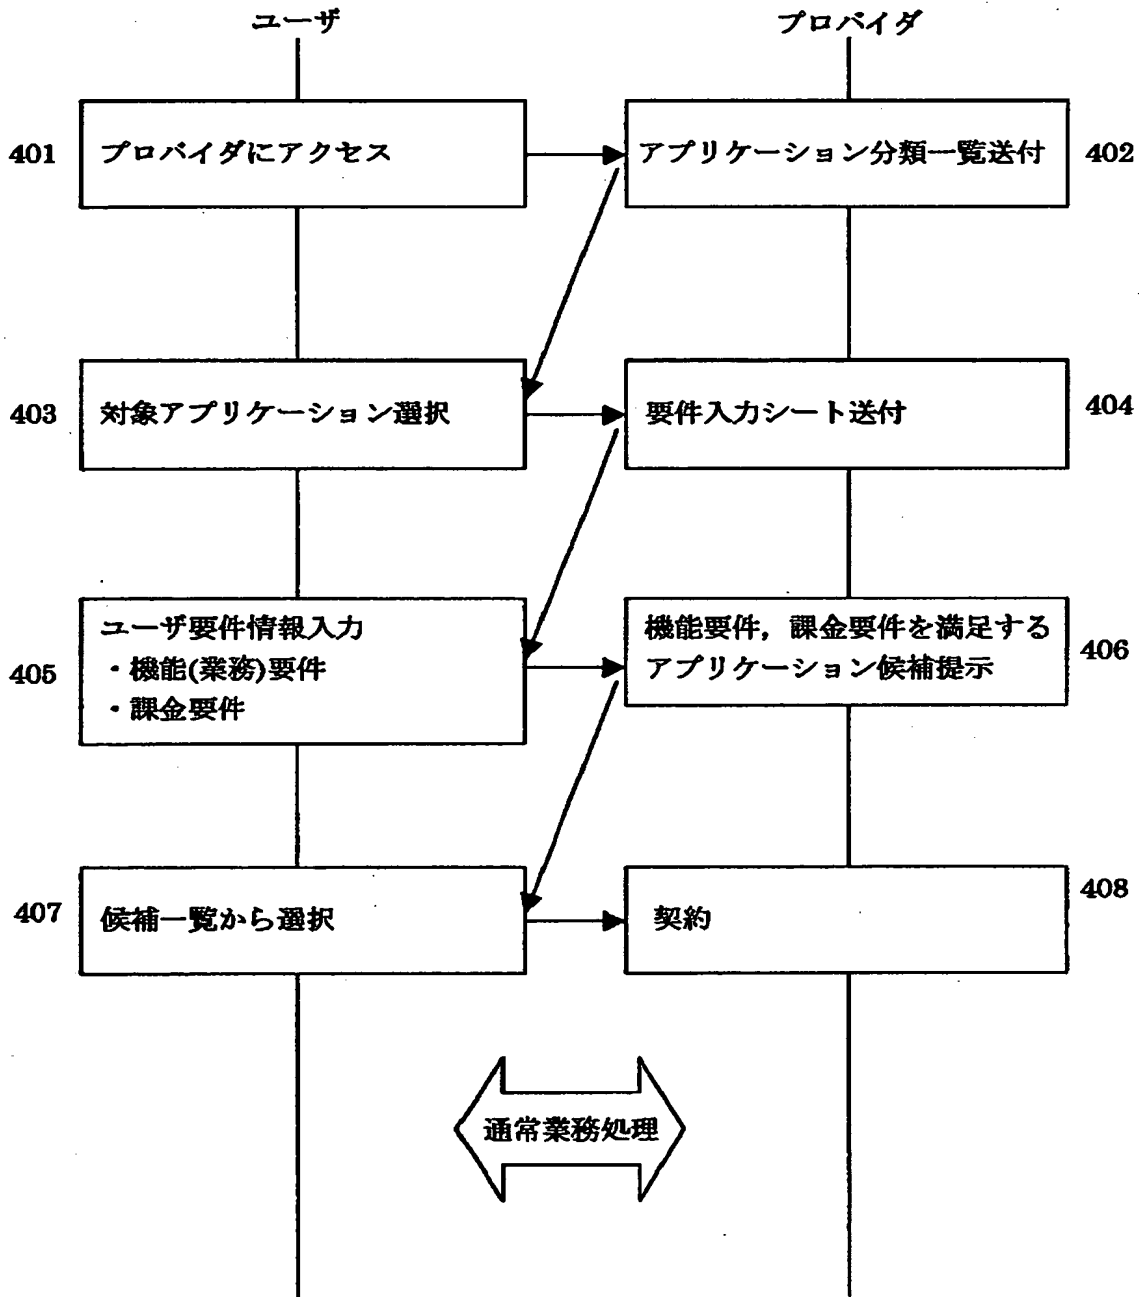 ユーザ
プロバイダ
401
プロバイダにアクセス
アプリケーション分類一覧送付
402
403
対象アプリケーション選択
要件入力シート送付
404
405
ユーザ要件情報入力
・機能(業務)要件
・課金要件
機能要件，課金要件を満足する
アプリケーション候補提示
406
407
候補一覧から選択
契約
408
通常業務処理